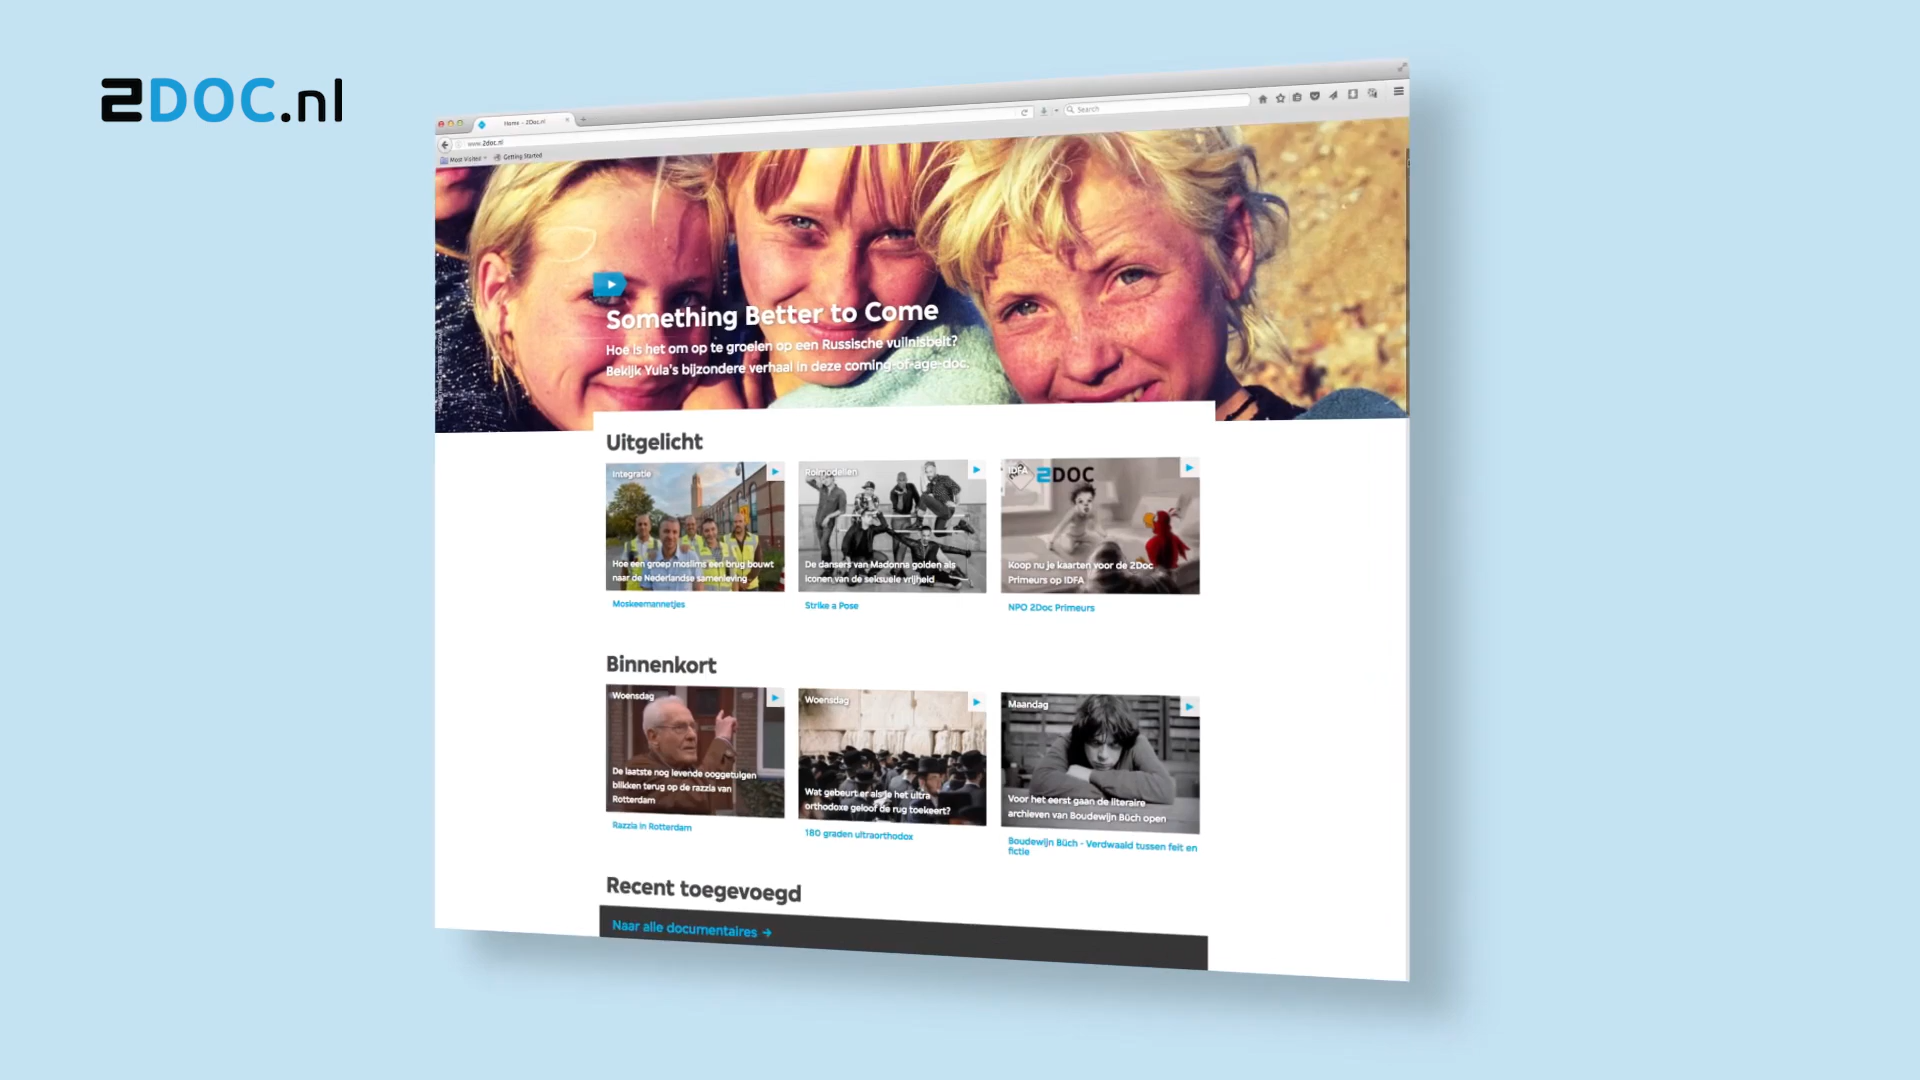 2DOC.nl
Home - 2Doc.nl
www.2doc.nl
Search
Most Visited
Getting Started
Something Better to Come
Hoe is het om op te groeien op een Russische vuilnisbelt?
Bekijk Yula's bijzondere verhaal in deze coming-of-age-doc.
Uitgelicht
Integratie
Hoe een groep moslims een brug bouwt
naar de Nederlandse samenleving
Moskeemannetjes
Rolmodellen
De dansers van Madonna golden als
iconen van de seksuele vrijheid
Strike a Pose
IDFA
2DOC
Koop nu je kaarten voor de 2Doc
Primeurs op IDFA
NPO 2Doc Primeurs
Binnenkort
Woensdag
De laatste nog levende ooggetuigen
blikken terug op de razzia van
Rotterdam
Razzia in Rotterdam
Woensdag
Wat gebeurt er als je het ultra
orthodoxe geloof de rug toekeert?
180 graden ultraorthodox
Maandag
Voor het eerst gaan de literaire
archieven van Boudewijn Büch open
Boudewijn Büch - Verdwaald tussen feit en
fictie
Recent toegevoegd
Naar alle documentaires →